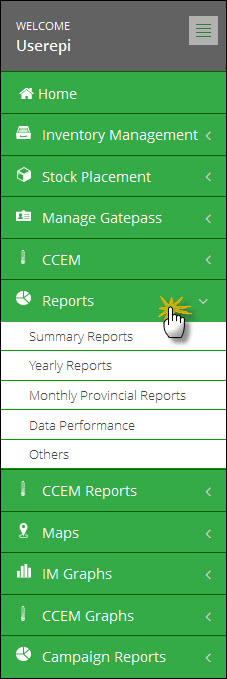 WELCOME
Userepi
Home
Inventory Management
Stock Placement
Manage Gatepass
CCEM
Reports
Summary Reports
Yearly Reports
Monthly Provincial Reports
Data Performance
Others
CCEM Reports
Maps
IM Graphs
CCEM Graphs
Campaign Reports